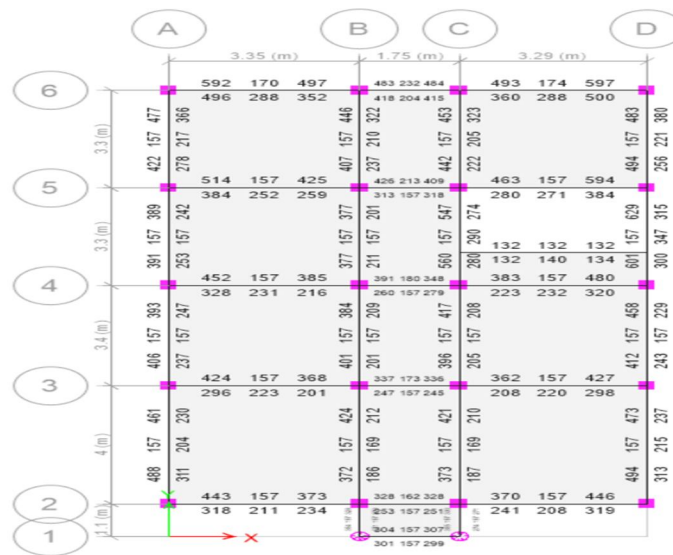 A B C D
3.35 (m) 1.75 (m) 3.29 (m)
6
592 170 497 483 232 484 493 174 597
496 288 352 418 204 415 360 288 500
477 366 446 322 453 323 483 380
157 217 157 210 157 205 157 221
422 278 407 237 442 222 494 256
3.3 (m)
5
514 157 425 426 213 409 463 157 594
384 252 259 313 157 318 280 271 384
389 242 377 201 547 274 629 315
157 157 157 157 157 290 157 347
391 253 377 211 560 280 601 300
3.3 (m)
132 132 132
132 140 134
4
452 157 385 391 180 348 383 157 480
328 231 216 260 157 279 223 232 320
393 247 384 209 417 208 458 229
157 157 157 157 157 157 157 157
406 237 401 201 396 205 412 243
3.4 (m)
3
424 157 368 337 173 336 362 157 427
296 223 201 247 157 245 208 220 298
461 230 424 212 421 210 473 237
157 204 157 169 157 169 157 215
488 311 372 186 373 187 494 313
4 (m)
2
443 157 373 328 162 328 370 157 446
318 211 234 253 157 251 241 208 319
1.1 (m)
Y
1
X
304 157 307
301 157 299